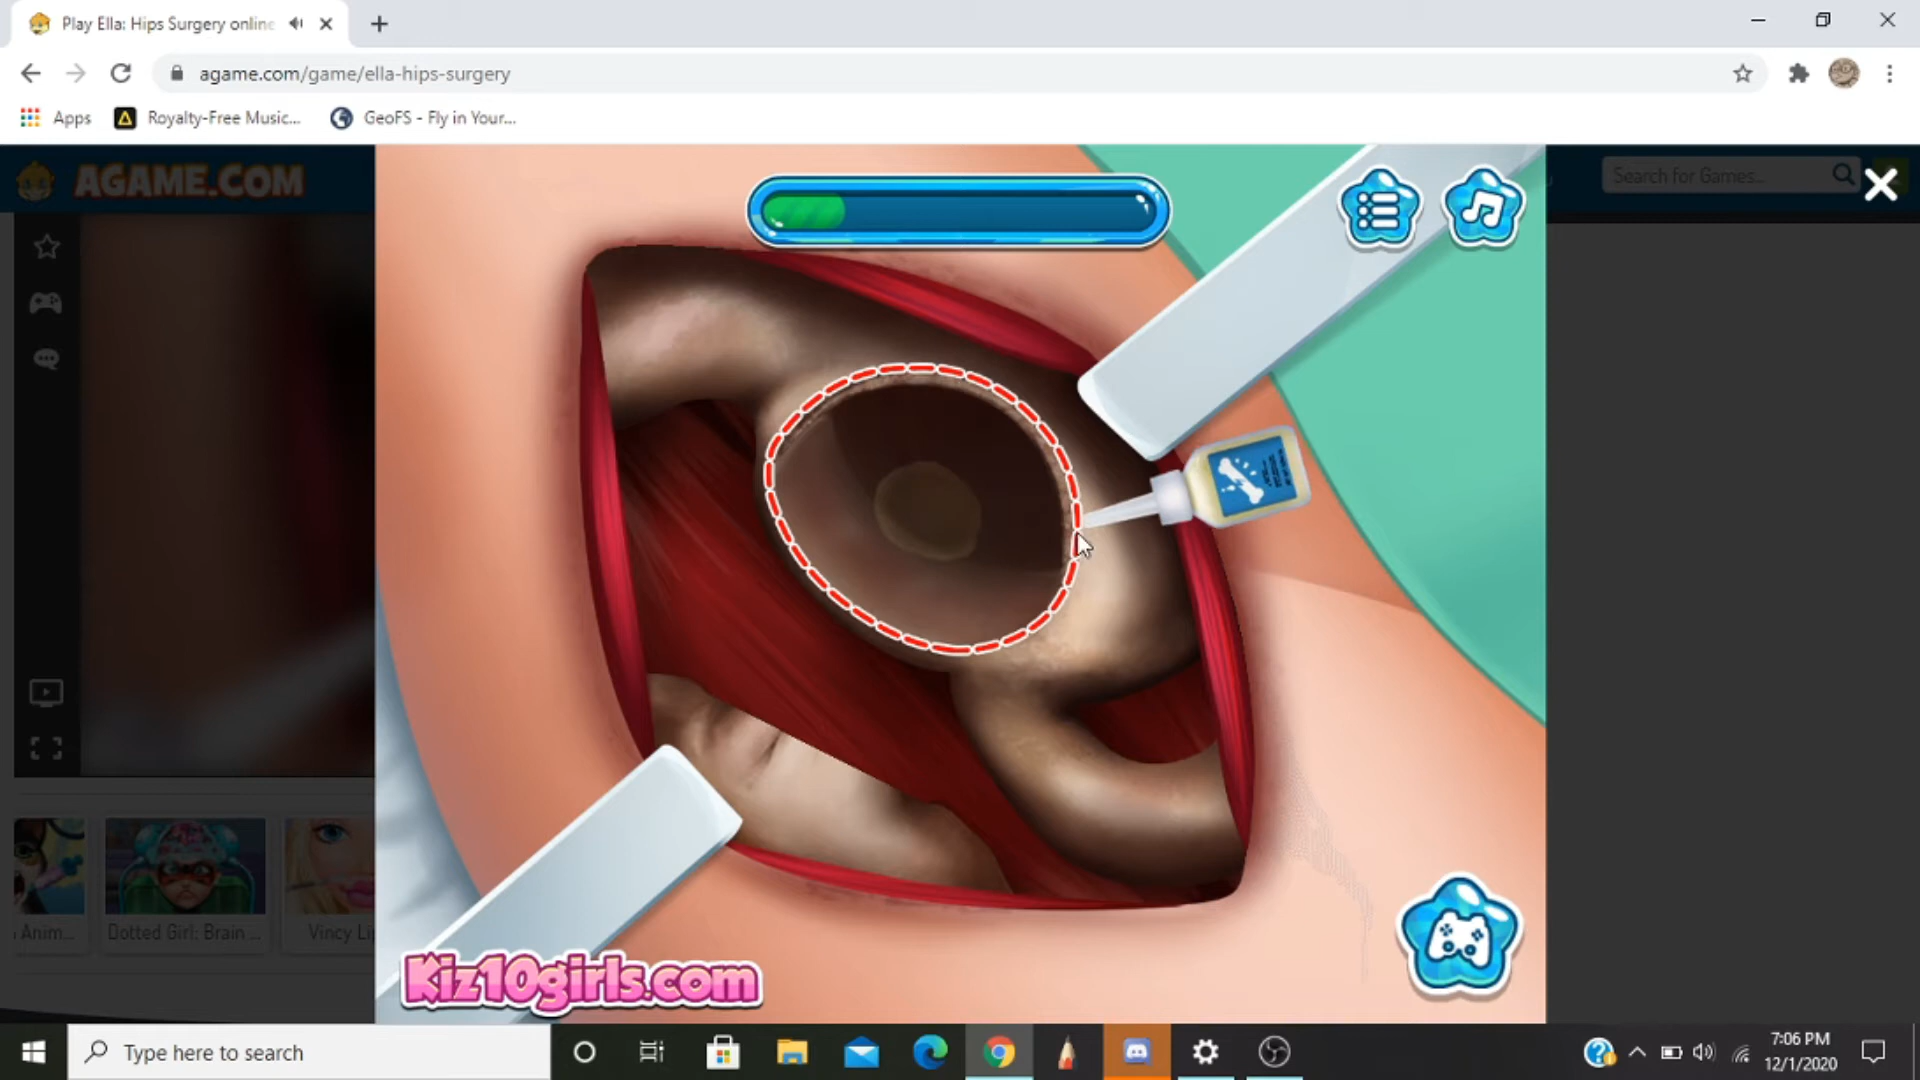 Play Ella: Hips Surgery online
agame.com/game/ella-hips-surgery
Apps
Royalty-Free Music...
GeoFS - Fly in Your...
AGAME.COM
Search for Games...
Anim...
Dotted Girl: Brain ...
Vincy Li
Kiz10girls.com
Type here to search
7:06 PM
12/1/2020